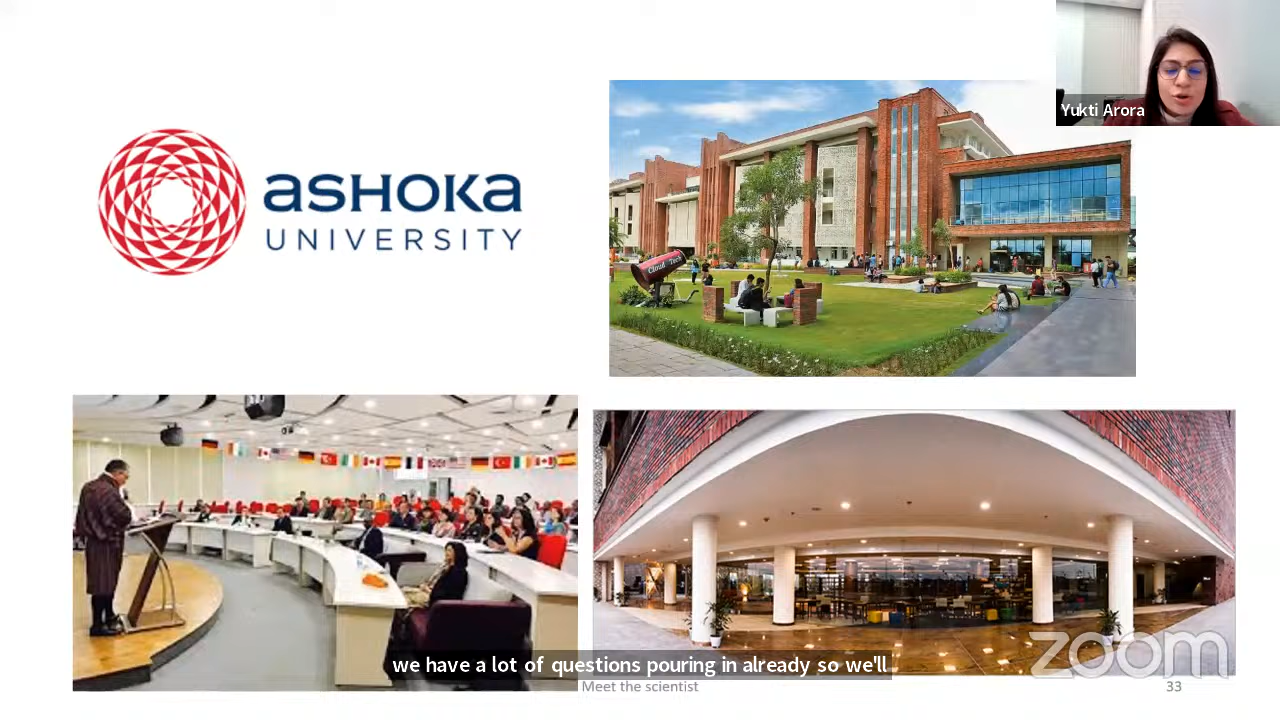 Yukti Arora
ASHOKA
UNIVERSITY
Cloud Tech
we have a lot of questions pouring in already so we'll
zoom
Meet the scientist
33